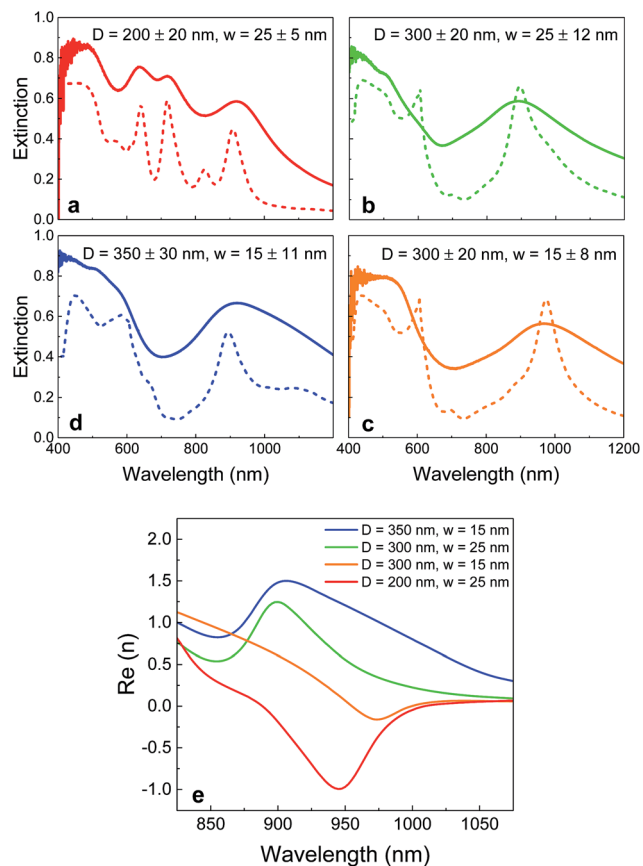 D = 200 ± 20 nm, w = 25 ± 5 nm
D = 300 ± 20 nm, w = 25 ± 12 nm
1.0
0.8
0.6
0.4
0.2
0.0
Extinction
a
b
D = 350 ± 30 nm, w = 15 ± 11 nm
D = 300 ± 20 nm, w = 15 ± 8 nm
1.0
0.8
0.6
0.4
0.2
0.0
Extinction
d
c
400 600 800 1000
400 600 800 1000 1200
Wavelength (nm)
Wavelength (nm)
D = 350 nm, w = 15 nm
D = 300 nm, w = 25 nm
D = 300 nm, w = 15 nm
D = 200 nm, w = 25 nm
2.0
1.5
1.0
0.5
0.0
-0.5
-1.0
Re (n)
e
850 900 950 1000 1050
Wavelength (nm)